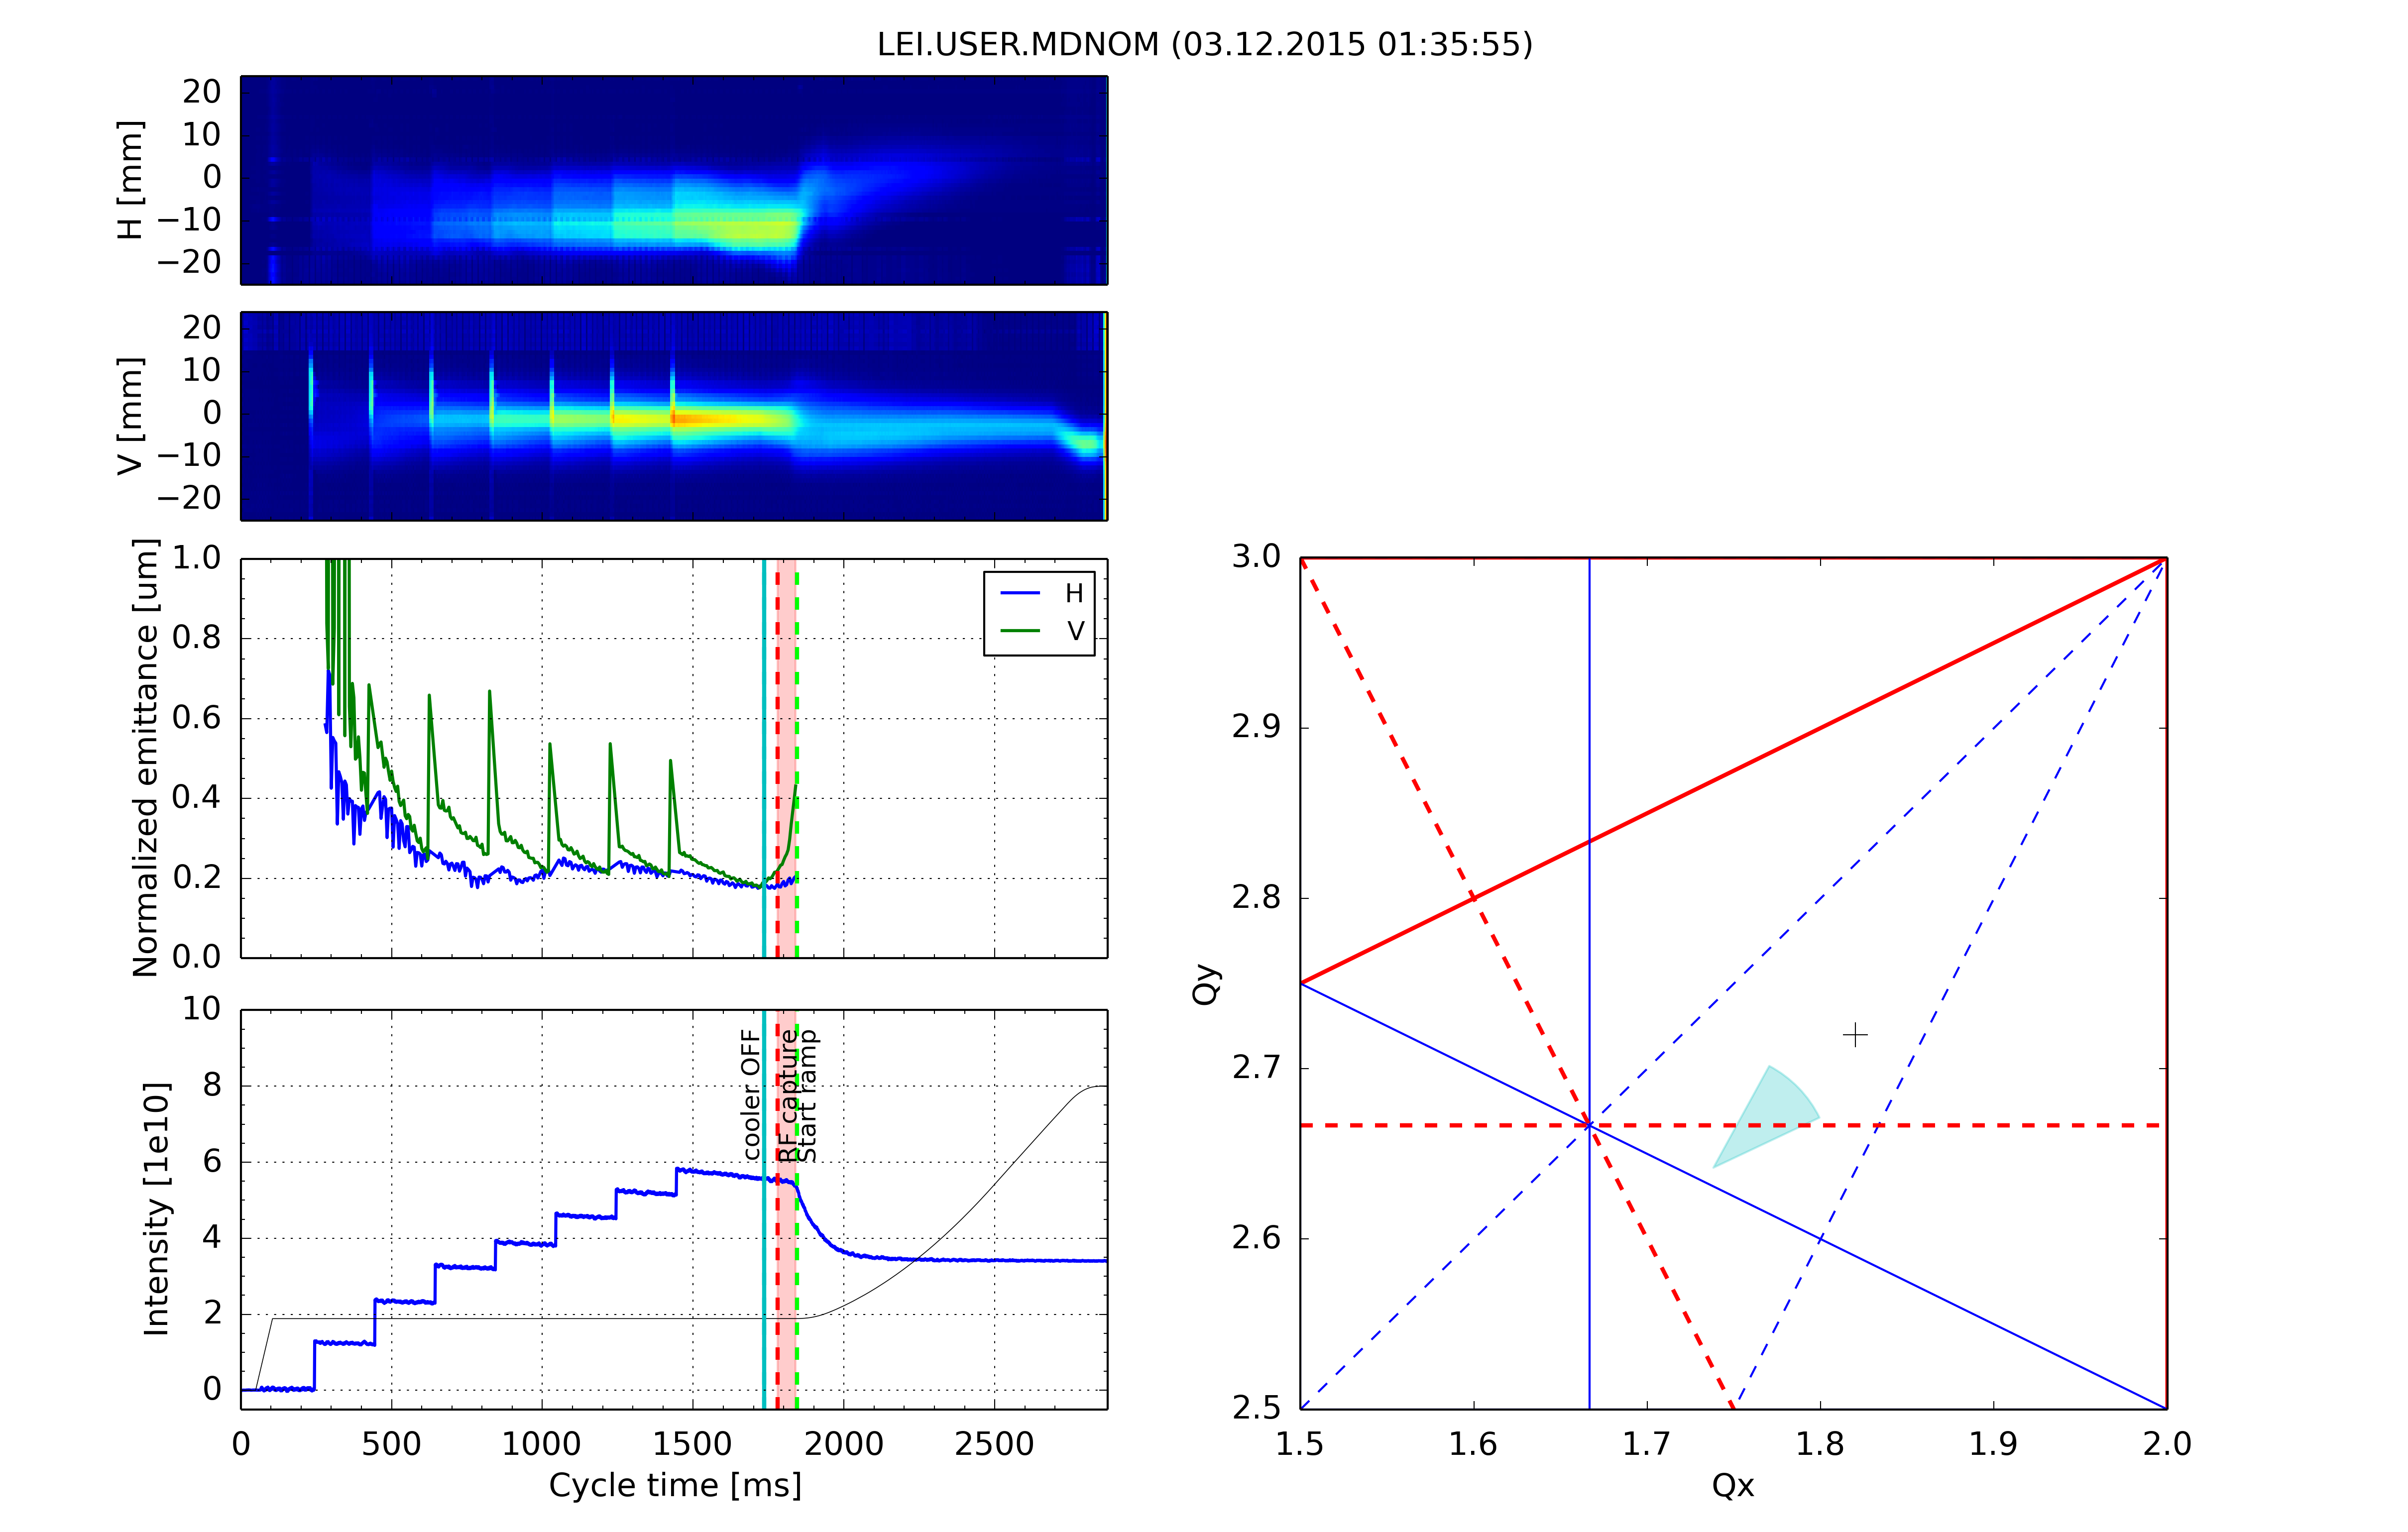 LEI.USER.MDNOM (03.12.2015 01:35:55)
H [mm]
20
10
0
−10
−20
V [mm]
20
10
0
−10
−20
Normalized emittance [um]
1.0
0.8
0.6
0.4
0.2
0.0
H
V
Intensity [1e10]
10
8
6
4
2
0
cooler OFF
RF capture
Start ramp
0 500 1000 1500 2000 2500
Cycle time [ms]
Qy
3.0
2.9
2.8
2.7
2.6
2.5
1.5 1.6 1.7 1.8 1.9 2.0
Qx